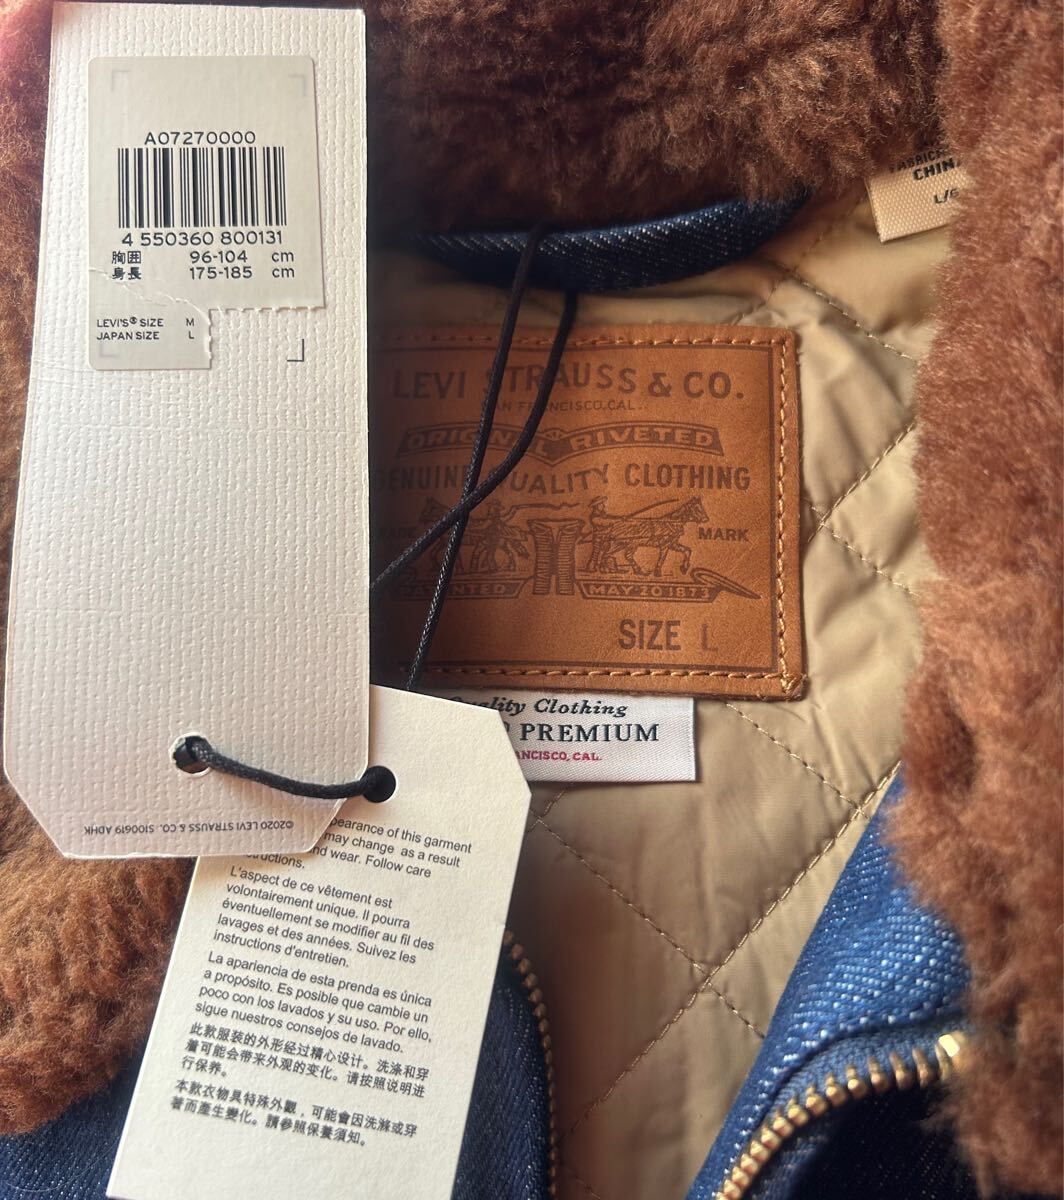 A07270000
4 550360 800131
胸囲 96-104 cm
身長 175-185 cm
LEVI'S® SIZE M
JAPAN SIZE L
©2020 LEVI STRAUSS & CO. S100619 ADHK
CHINA
LEVI STRAUSS & CO.
SAN FRANCISCO, CAL.
ORIGINAL RIVETED
GENUINE QUALITY CLOTHING
TRADE MARK
PATENTED MAY 20 1873
SIZE L
Quality Clothing
PREMIUM
CAL.
of this garment
may change as a result
and wear. Follow care
L'aspect de ce vêtement est
volontairement unique. Il pourra
éventuellement se modifier au fil des
lavages et des années. Suivez les
instructions d'entretien.
La apariencia de esta prenda es única
a propósito. Es posible que cambie un
poco con los lavados y su uso. Por ello,
sigue nuestros consejos de lavado.
此款服装的外形经过精心设计。洗涤和穿
着可能会带来外观的变化。请按照说明进
行保养。
本款衣物具特殊外觀，可能會因洗滌或穿
著而產生變化。請參照保養須知。